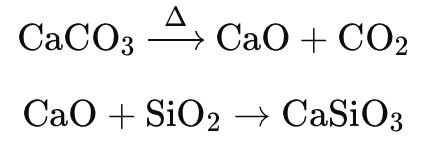 CaCO₃ —Δ→ CaO + CO₂
CaO + SiO₂ → CaSiO₃